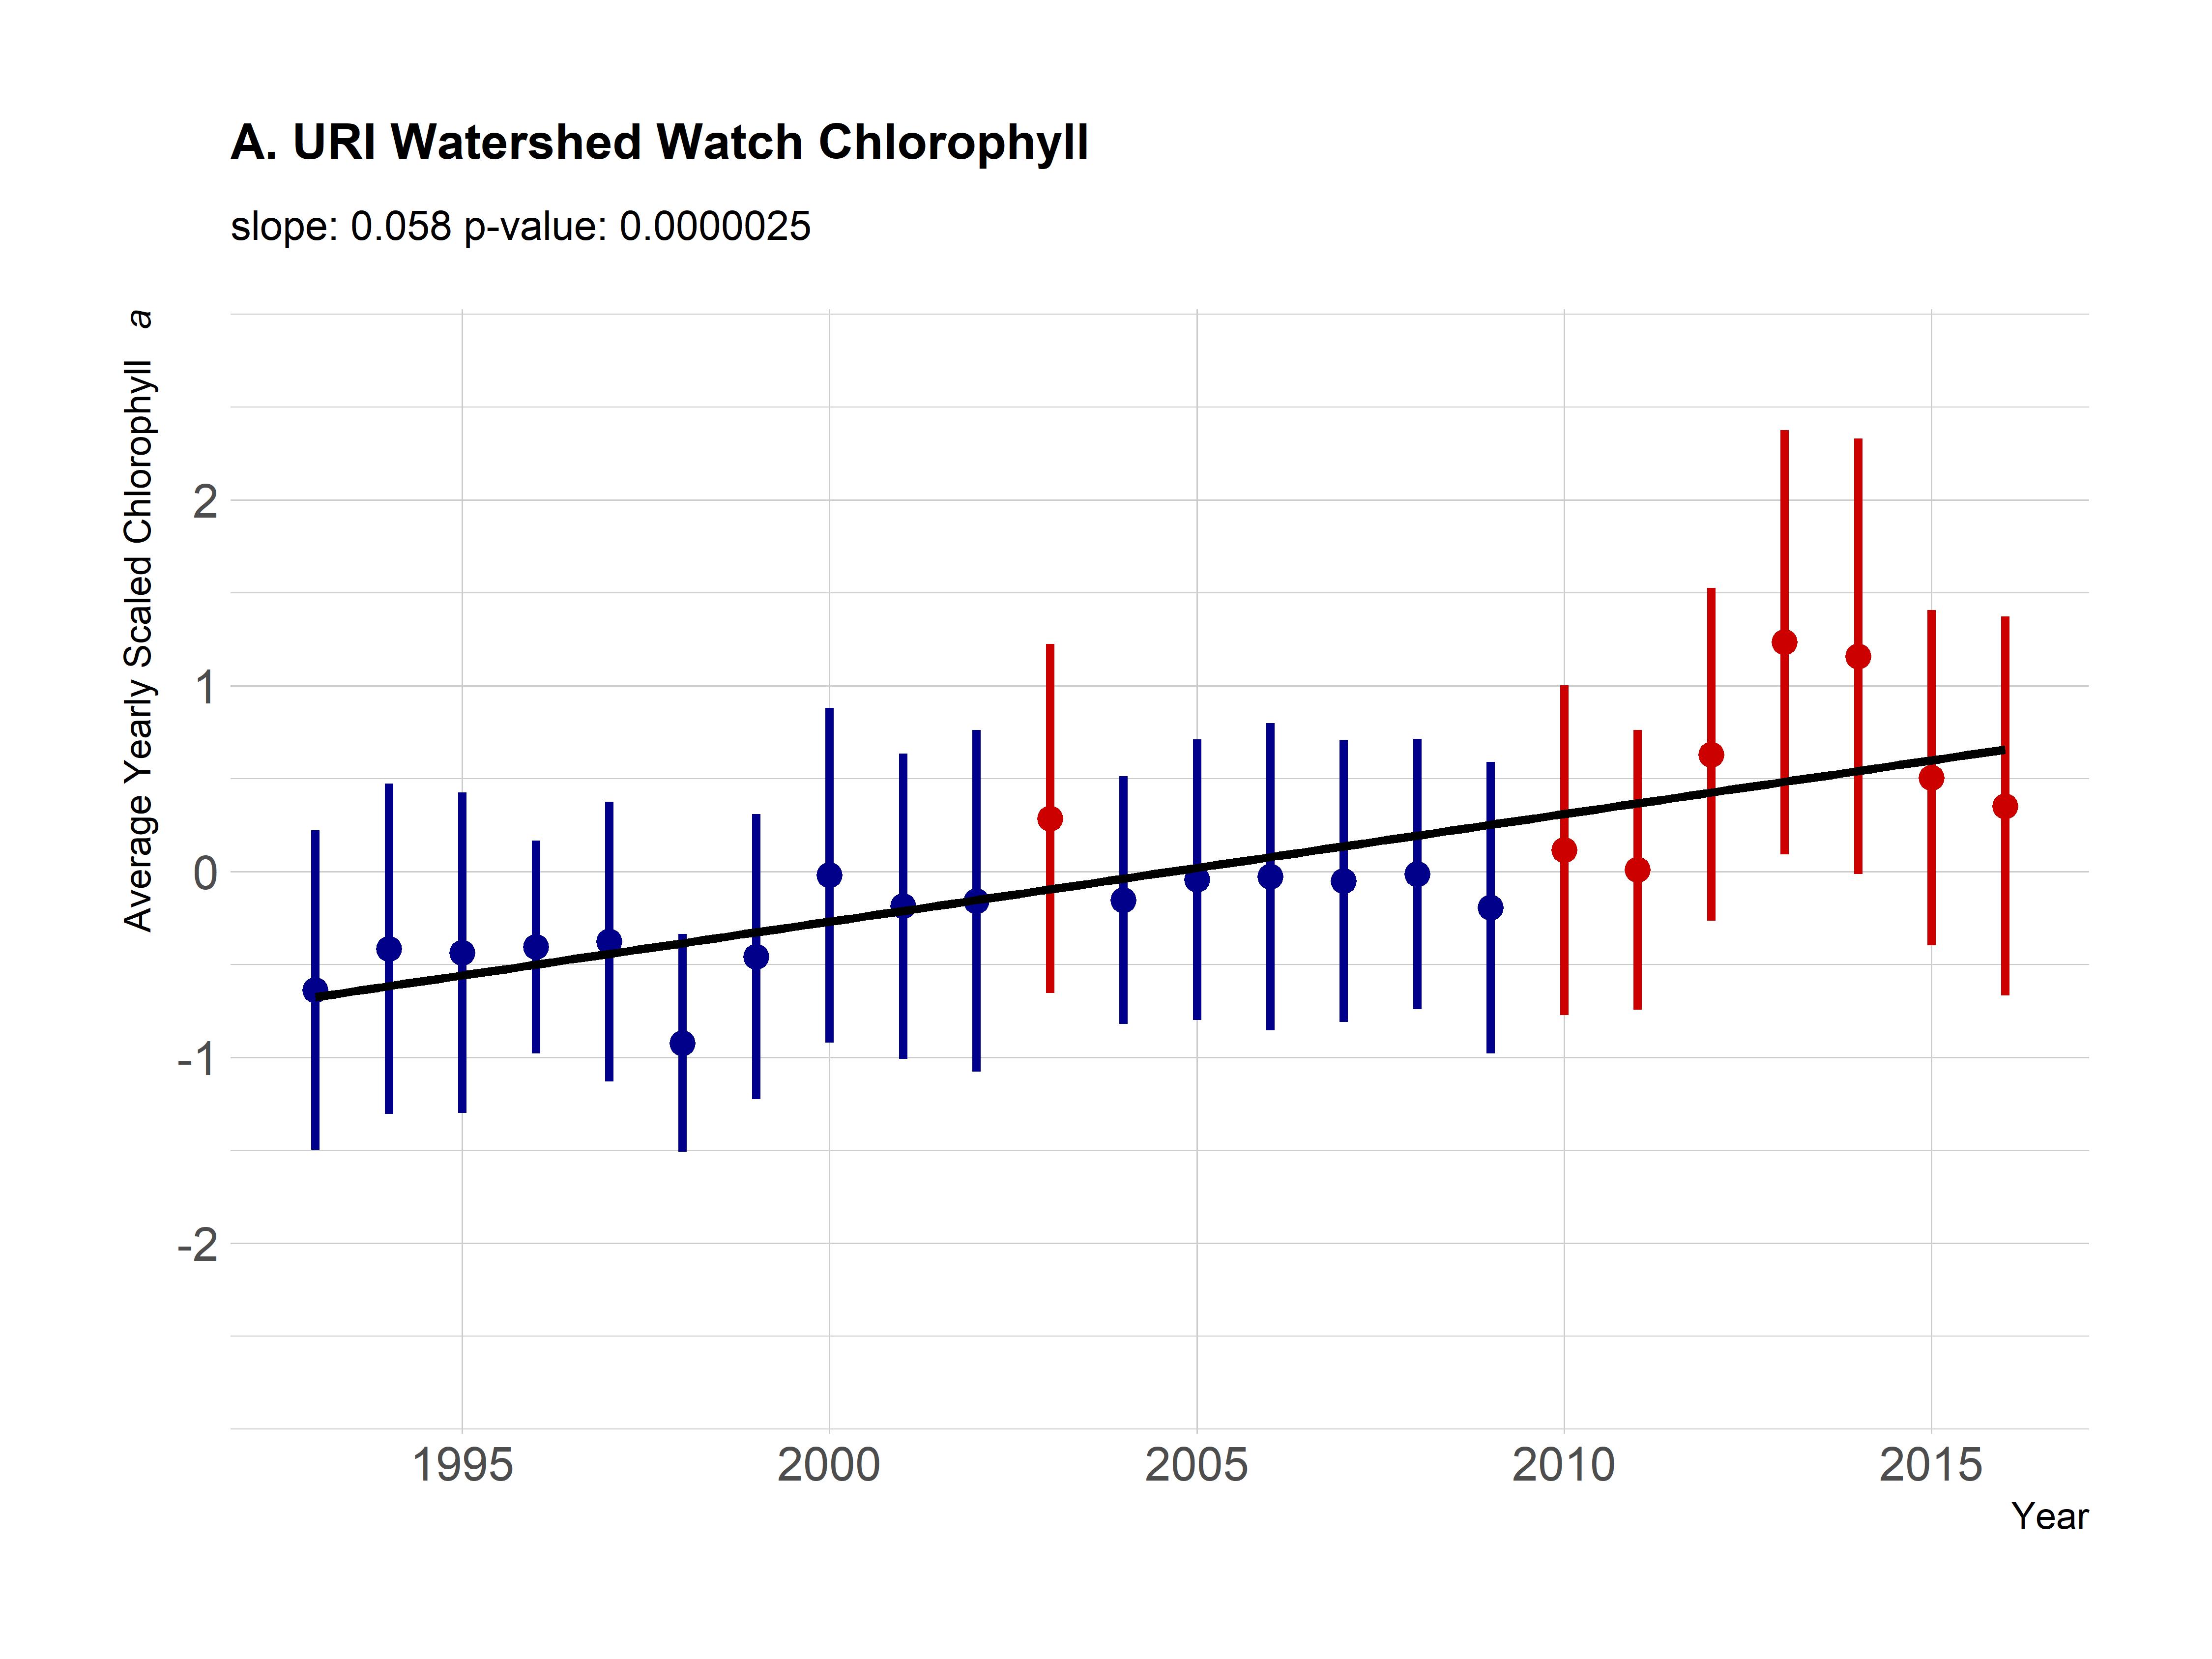 A. URI Watershed Watch Chlorophyll
slope: 0.058 p-value: 0.0000025
Average Yearly Scaled Chlorophyll a
2
1
0
-1
-2
1995
2000
2005
2010
2015
Year